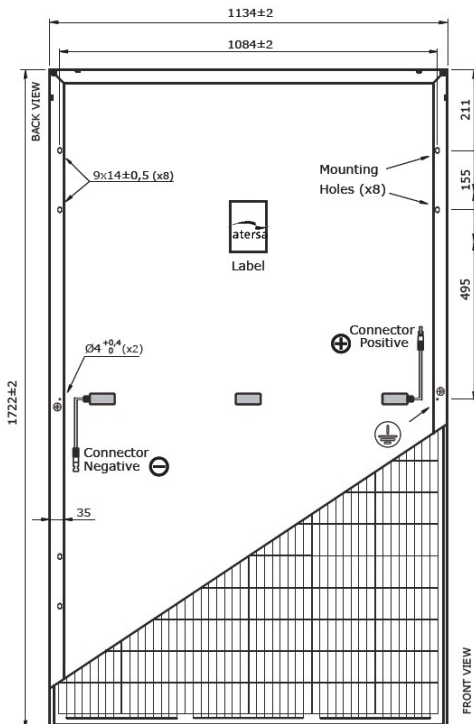 1134±2
1084±2
BACK VIEW
211
9x14±0,5 (x8)
Mounting
Holes (x8)
155
atersa
Label
495
Connector
Positive
Ø4 +0,4 0 (x2)
1722±2
Connector
Negative
35
FRONT VIEW